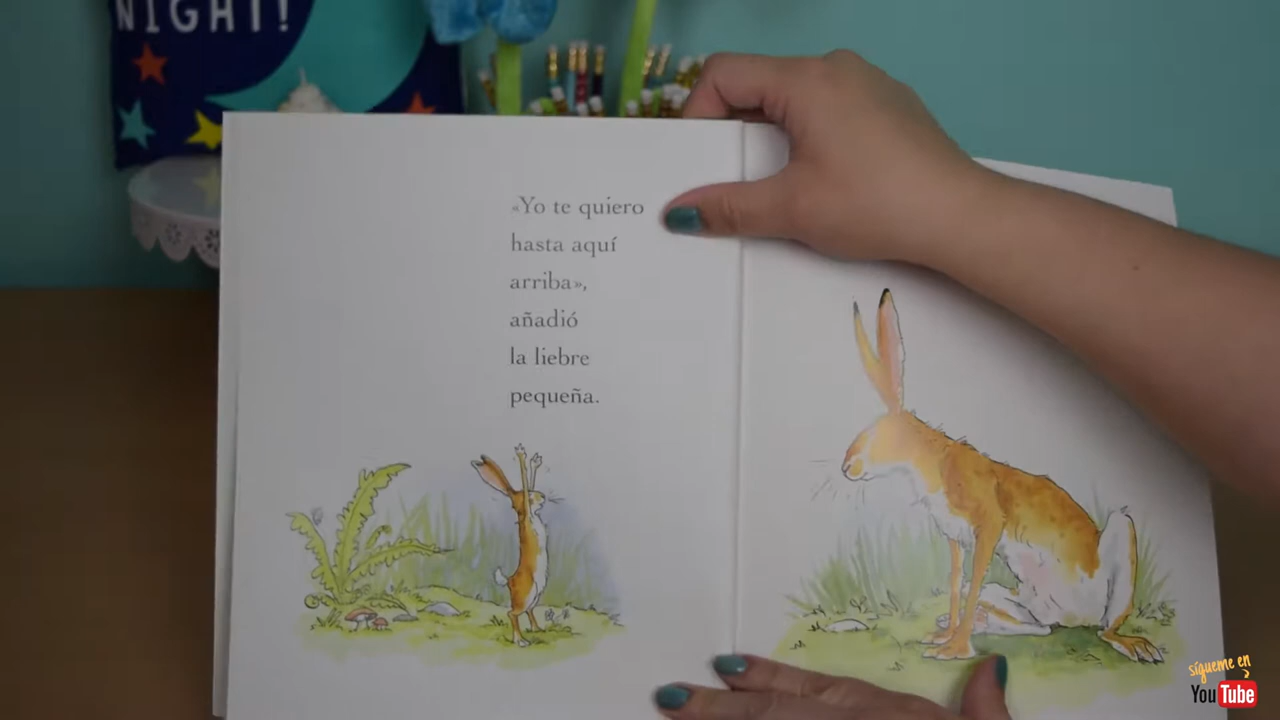 NIGHT!
«Yo te quiero
hasta aquí
arriba»,
añadió
la liebre
pequeña.
sígueme en
YouTube